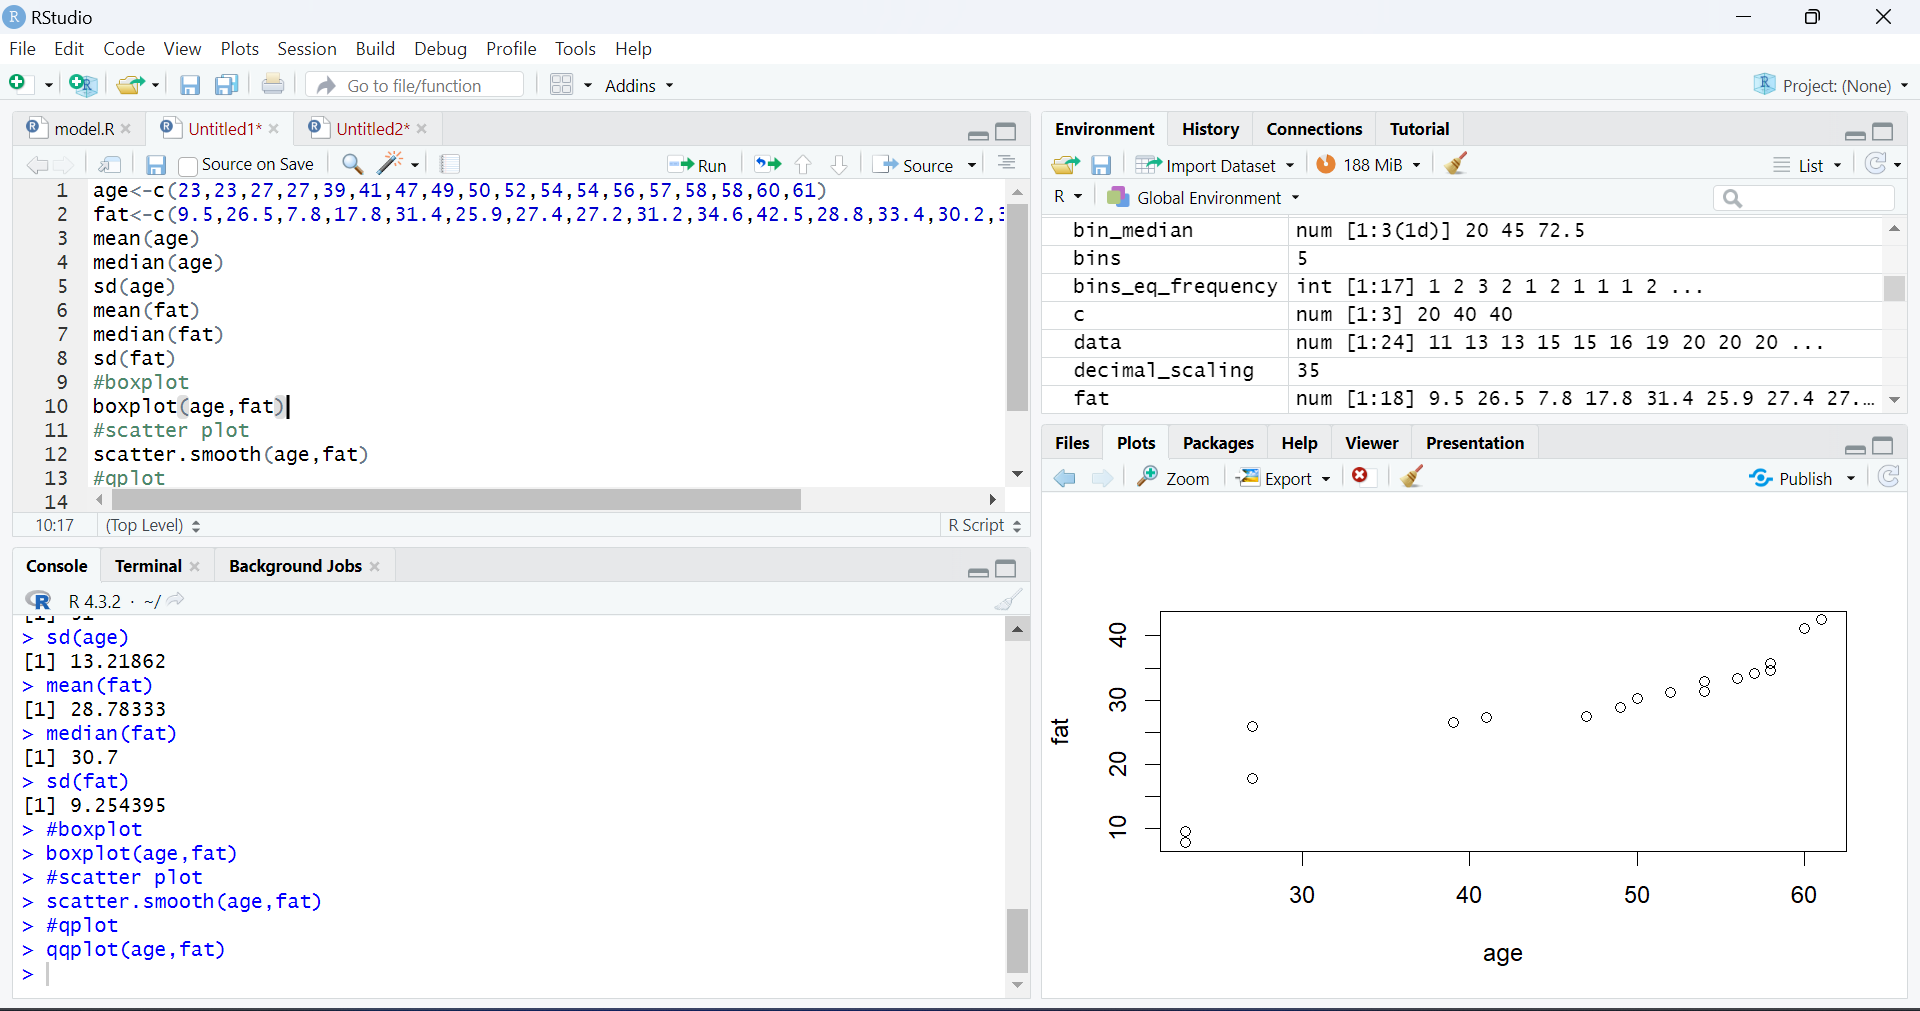 RStudio
File Edit Code View Plots Session Build Debug Profile Tools Help
Go to file/function Addins Project: (None)
model.R Untitled1* Untitled2*
Source on Save Run Source
1 age<-c(23,23,27,27,39,41,47,49,50,52,54,54,56,57,58,58,60,61)
2 fat<-c(9.5,26.5,7.8,17.8,31.4,25.9,27.4,27.2,31.2,34.6,42.5,28.8,33.4,30.2,
3 mean(age)
4 median(age)
5 sd(age)
6 mean(fat)
7 median(fat)
8 sd(fat)
9 #boxplot
10 boxplot(age,fat)
11 #scatter plot
12 scatter.smooth(age,fat)
13 #qplot
14
10:17 (Top Level) R Script
Console Terminal Background Jobs
R 4.3.2 · ~/
> sd(age)
[1] 13.21862
> mean(fat)
[1] 28.78333
> median(fat)
[1] 30.7
> sd(fat)
[1] 9.254395
> #boxplot
> boxplot(age,fat)
> #scatter plot
> scatter.smooth(age,fat)
> #qplot
> qqplot(age,fat)
>
Environment History Connections Tutorial
Import Dataset 188 MiB List
R Global Environment
bin_median num [1:3(1d)] 20 45 72.5
bins 5
bins_eq_frequency int [1:17] 1 2 3 2 1 2 1 1 1 2 ...
c num [1:3] 20 40 40
data num [1:24] 11 13 13 15 15 16 19 20 20 20 ...
decimal_scaling 35
fat num [1:18] 9.5 26.5 7.8 17.8 31.4 25.9 27.4 27.…
Files Plots Packages Help Viewer Presentation
Zoom Export Publish
fat
40
30
20
10
30 40 50 60
age